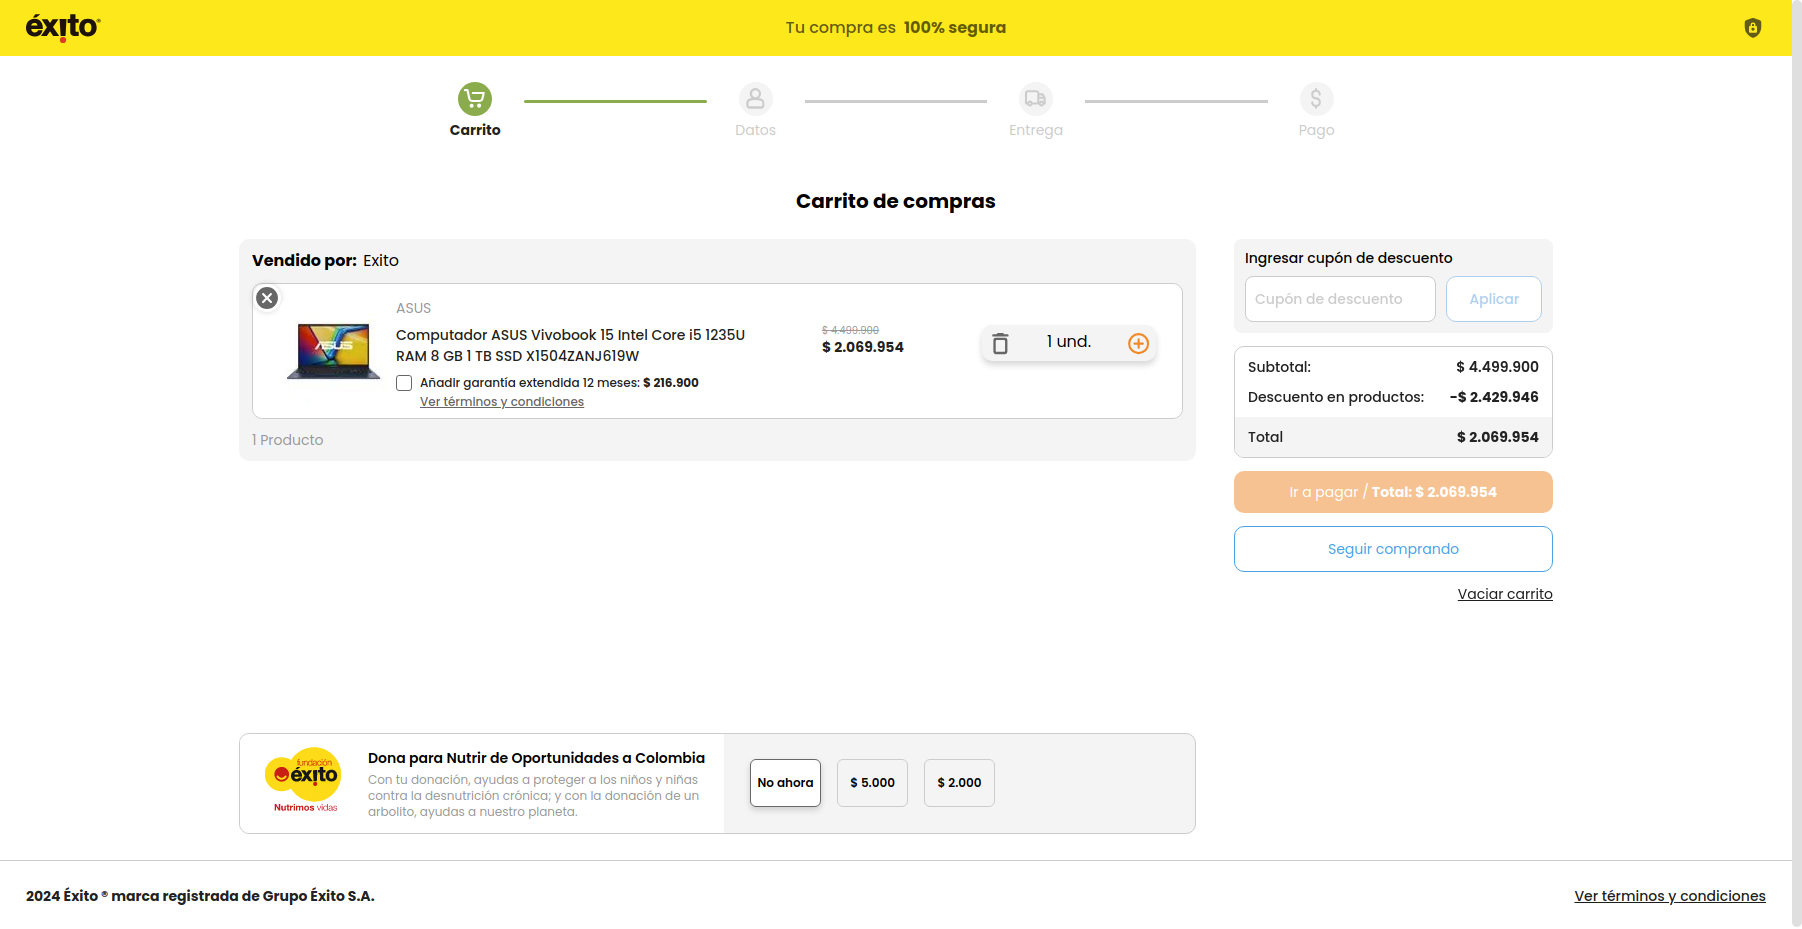 éxito
Tu compra es 100% segura
Carrito
Datos
Entrega
Pago
Carrito de compras
Vendido por: Exito
ASUS
Computador ASUS Vivobook 15 Intel Core i5 1235U
RAM 8 GB 1 TB SSD X1504ZANJ619W
Añadir garantía extendida 12 meses: $ 216.900
Ver términos y condiciones
$ 4.499.900
$ 2.069.954
1 und.
ASUS
1 Producto
Ingresar cupón de descuento
Cupón de descuento
Aplicar
Subtotal: $ 4.499.900
Descuento en productos: -$ 2.429.946
Total $ 2.069.954
Ir a pagar / Total: $ 2.069.954
Seguir comprando
Vaciar carrito
fundación
éxito
Nutrimos vidas
Dona para Nutrir de Oportunidades a Colombia
Con tu donación, ayudas a proteger a los niños y niñas
contra la desnutrición crónica; y con la donación de un
arbolito, ayudas a nuestro planeta.
No ahora
$ 5.000
$ 2.000
2024 Éxito ® marca registrada de Grupo Éxito S.A.
Ver términos y condiciones